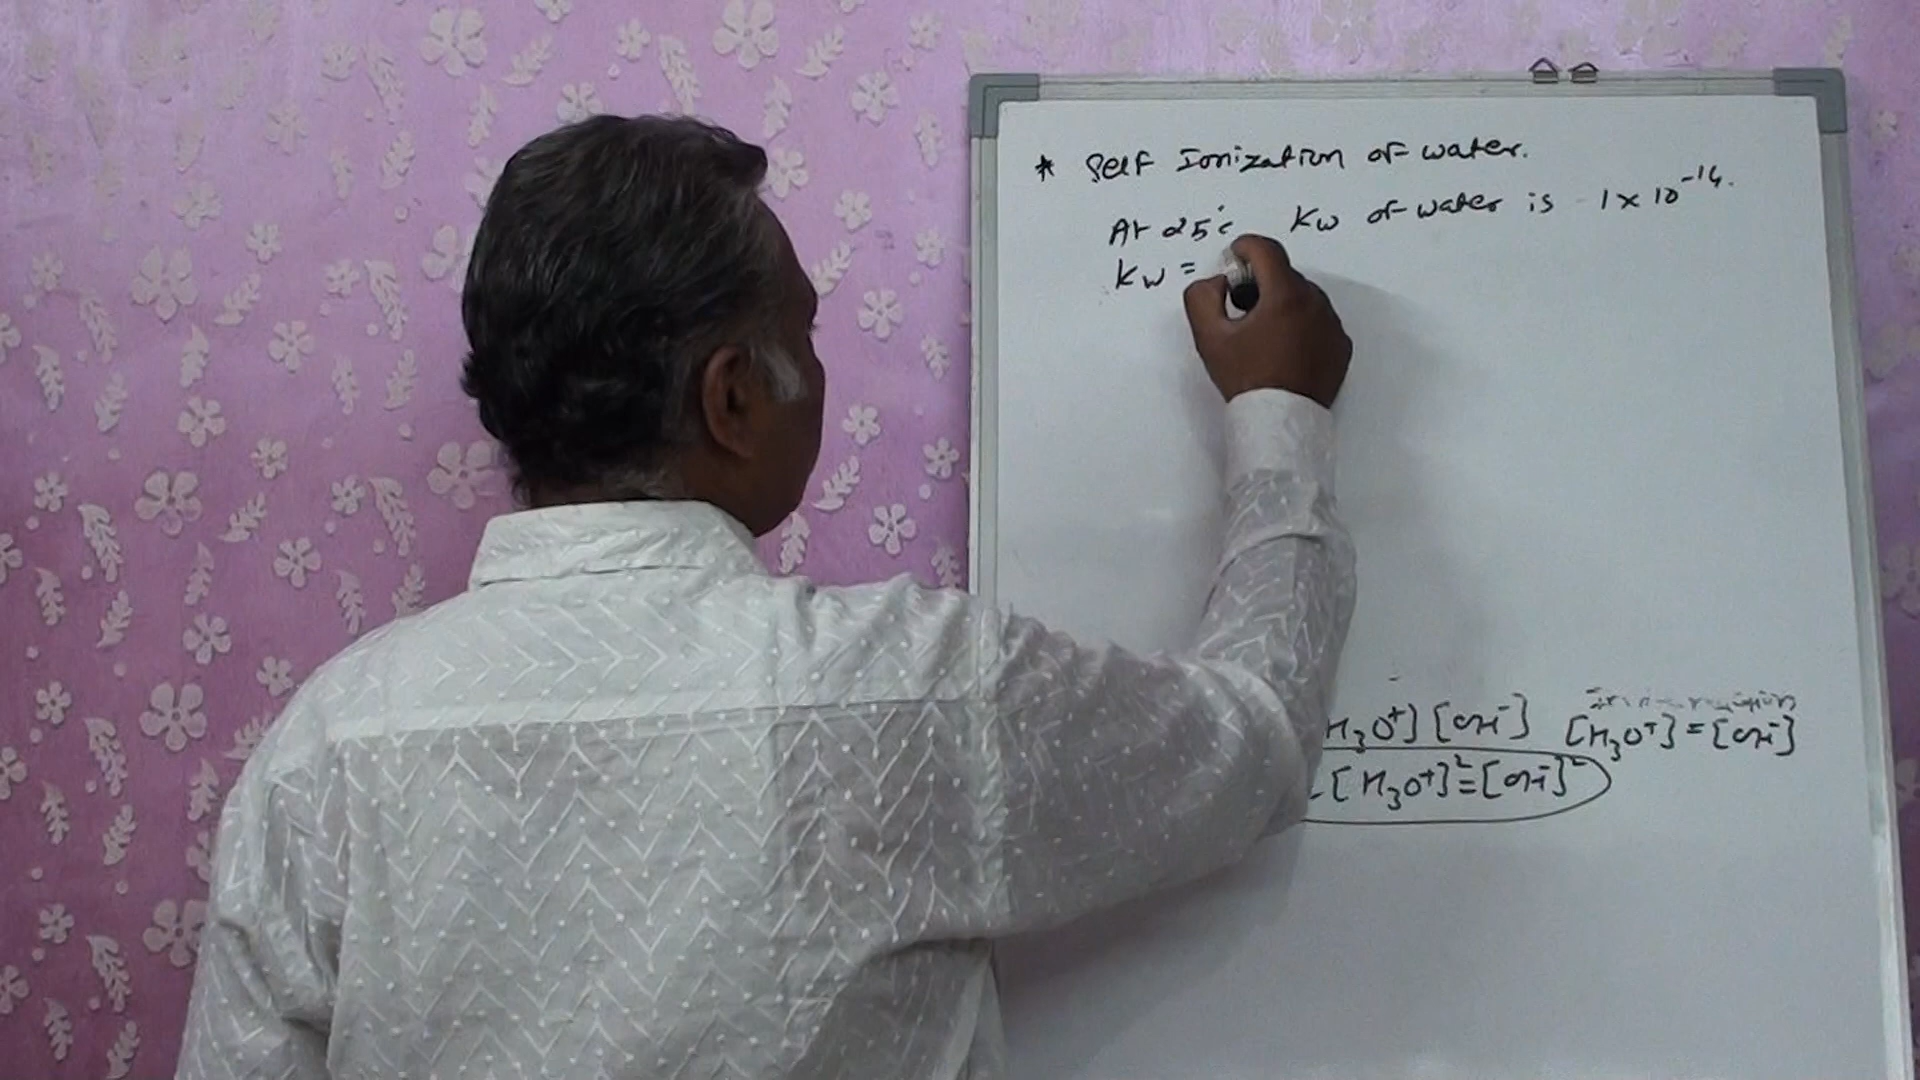 * Self Ionization of water.
At 25°c Kw of water is 1 x 10⁻¹⁴.
Kw =
H₃O⁺] [OH⁻] [H₃O⁺] = [OH⁻]
[H₃O⁺]² = [OH⁻]²